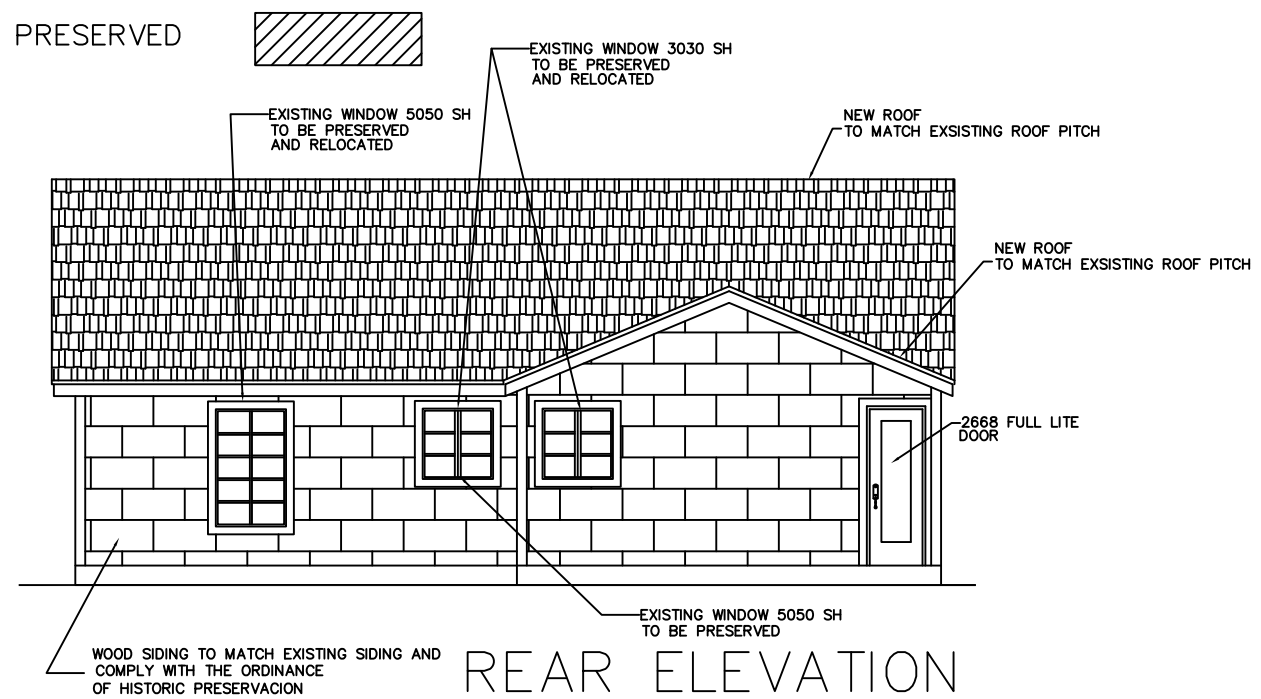 PRESERVED
EXISTING WINDOW 3030 SH
TO BE PRESERVED
AND RELOCATED
EXISTING WINDOW 5050 SH
TO BE PRESERVED
AND RELOCATED
NEW ROOF
TO MATCH EXSISTING ROOF PITCH
NEW ROOF
TO MATCH EXSISTING ROOF PITCH
2668 FULL LITE
DOOR
EXISTING WINDOW 5050 SH
TO BE PRESERVED
WOOD SIDING TO MATCH EXISTING SIDING AND
COMPLY WITH THE ORDINANCE
OF HISTORIC PRESERVACION
REAR ELEVATION